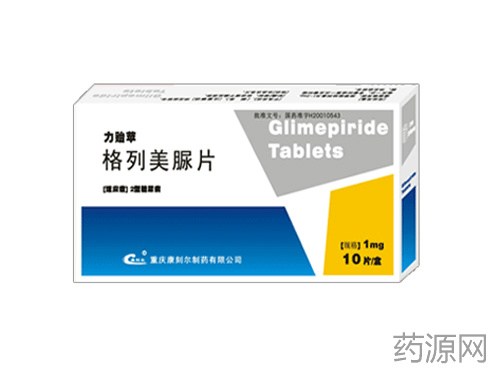 批准文号：国药准字H20010543
Glimepiride
Tablets
力贻苹
格列美脲片
[适应症] 2型糖尿病
重庆康刻尔制药有限公司
[规格] 1mg
10片/盒
药源网